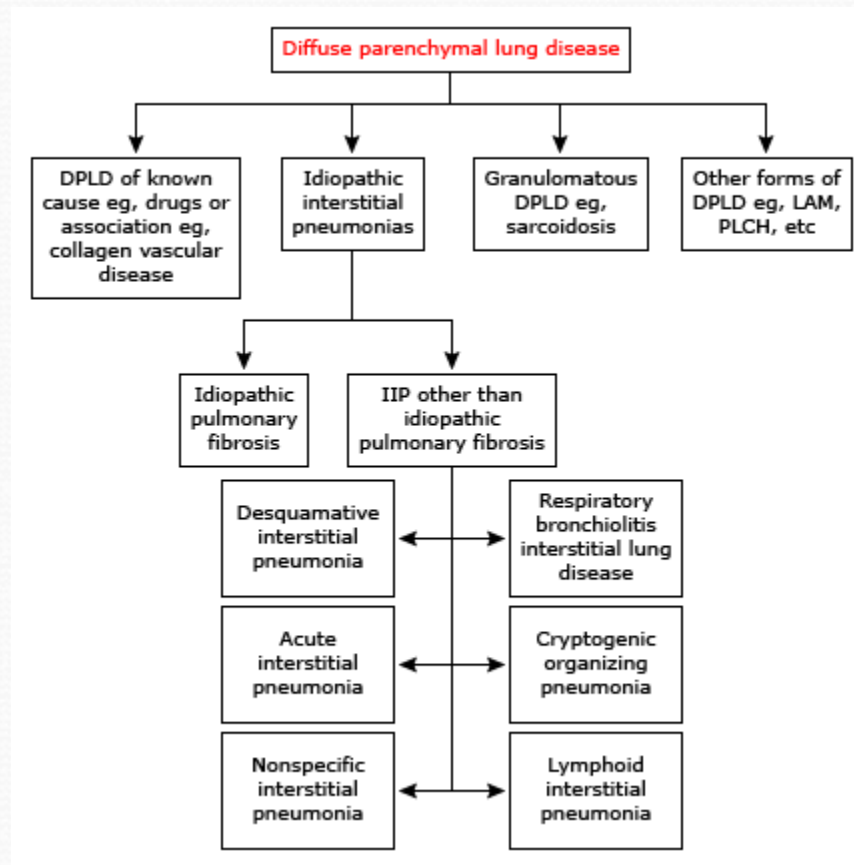 Diffuse parenchymal lung disease
DPLD of known
cause eg, drugs or
association eg,
collagen vascular
disease
Idiopathic
interstitial
pneumonias
Granulomatous
DPLD eg,
sarcoidosis
Other forms of
DPLD eg, LAM,
PLCH, etc
Idiopathic
pulmonary
fibrosis
IIP other than
idiopathic
pulmonary fibrosis
Desquamative
interstitial
pneumonia
Respiratory
bronchiolitis
interstitial lung
disease
Acute
interstitial
pneumonia
Cryptogenic
organizing
pneumonia
Nonspecific
interstitial
pneumonia
Lymphoid
interstitial
pneumonia